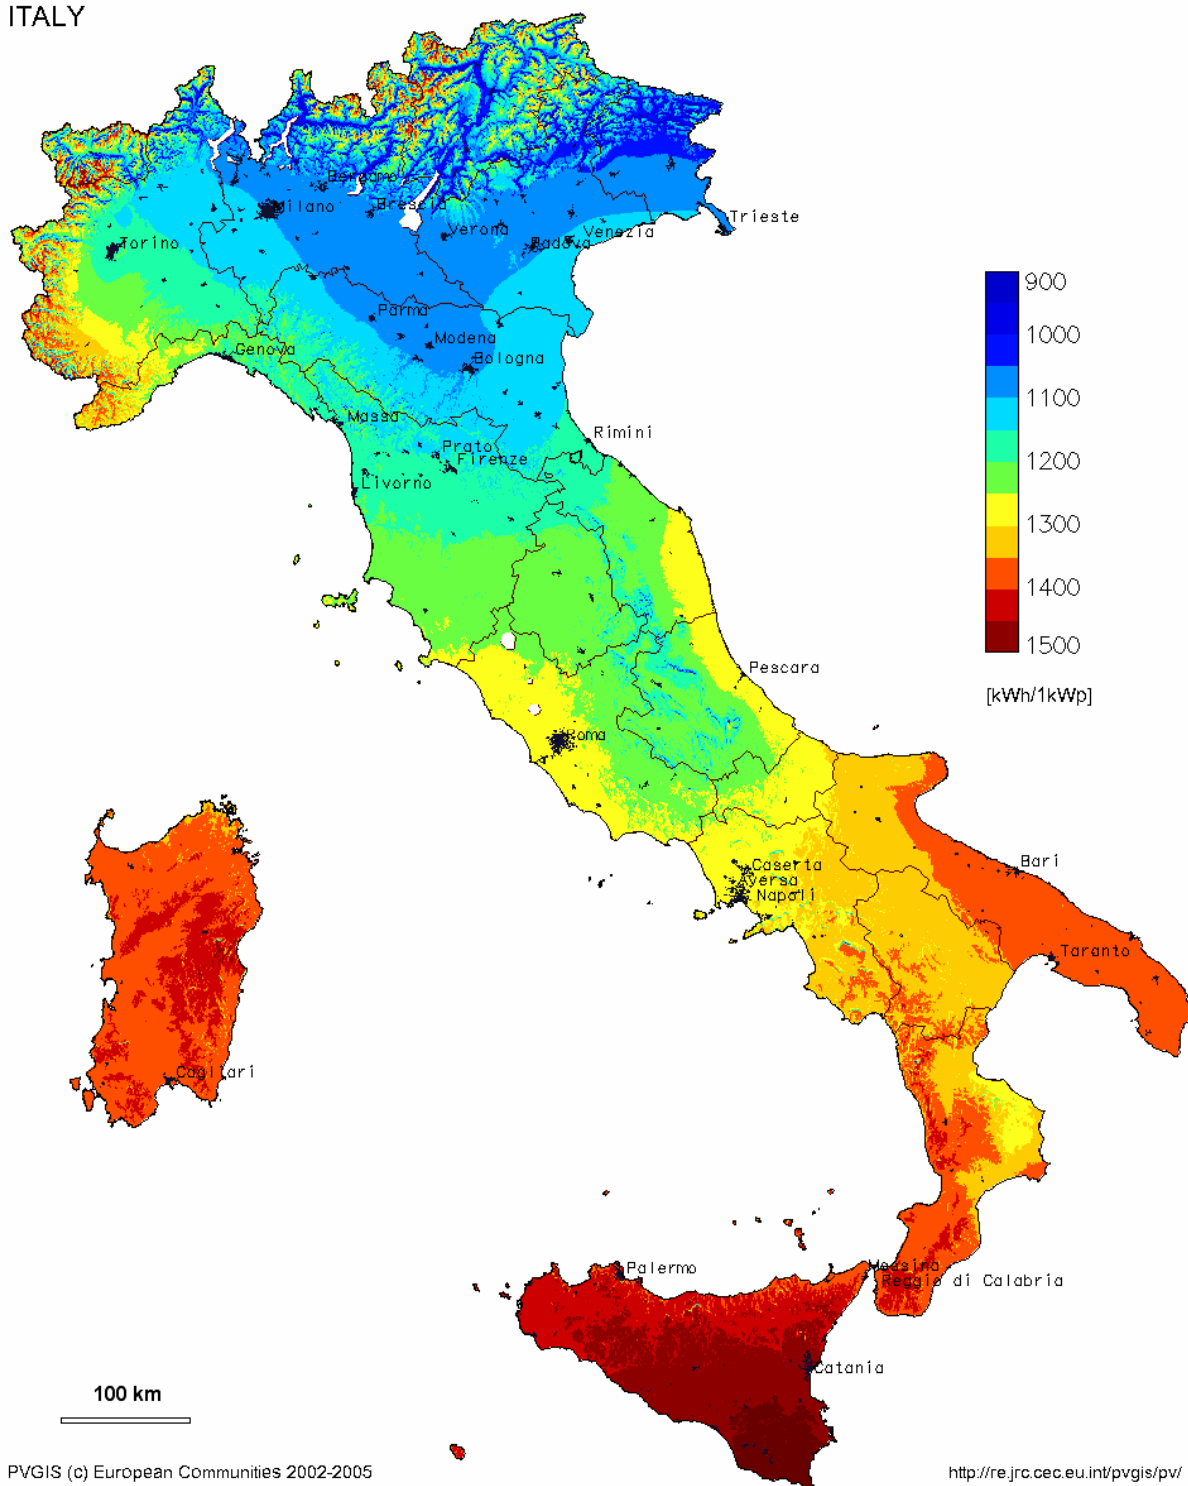 ITALY
Bergamo
Milano
Brescia
Trieste
Verona
Venezia
Padova
Torino
900
Parma
1000
Modena
Genova
Bologna
1100
Massa
Rimini
Prato
Firenze
1200
Livorno
1300
1400
1500
Pescara
[kWh/1kWp]
Roma
Caserta
Aversa
Napoli
Bari
Taranto
Cagliari
Palermo
Messina
Reggio di Calabria
Catania
100 km
PVGIS (c) European Communities 2002-2005
http://re.jrc.cec.eu.int/pvgis/pv/